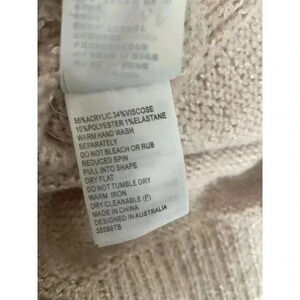 55%ACRYLIC 34%VISCOSE
10%POLYESTER 1%ELASTANE
WARM HAND WASH
SEPARATELY
DO NOT BLEACH OR RUB
REDUCED SPIN
PULL INTO SHAPE
DRY FLAT
DO NOT TUMBLE DRY
WARM IRON
DRY CLEANABLE (P)
MADE IN CHINA
DESIGNED IN AUSTRALIA